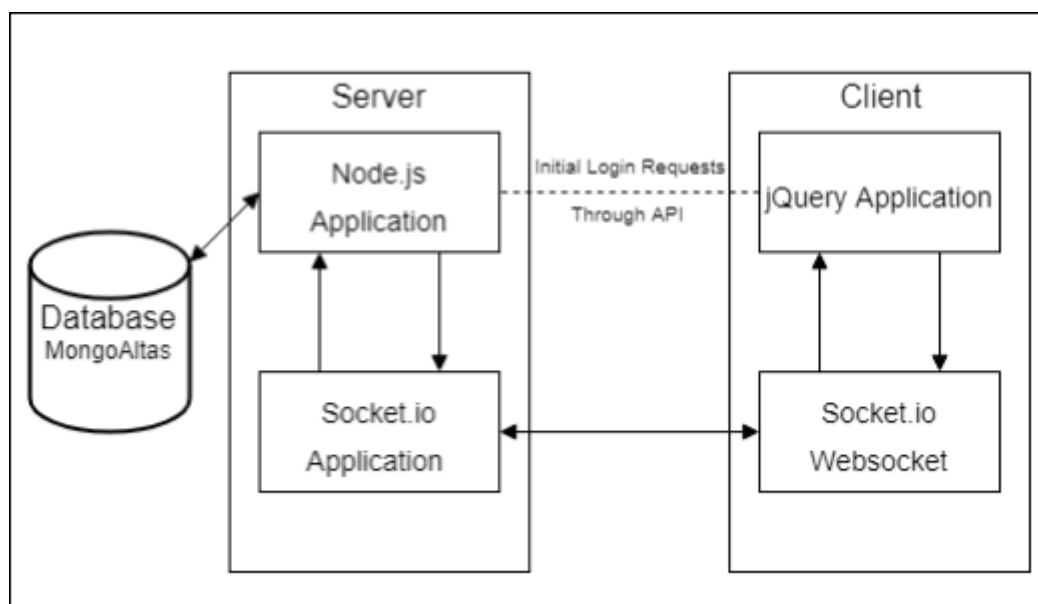 Server
Client
Node.js
Application
Initial Login Requests
Through API
jQuery Application
Database
MongoAltas
Socket.io
Application
Socket.io
Websocket